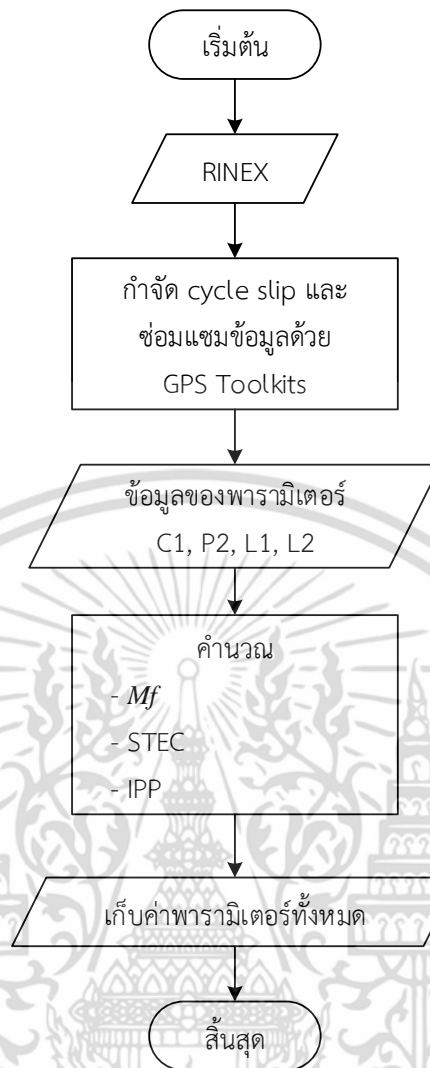 เริ่มต้น
RINEX
กำจัด cycle slip และ
ซ่อมแซมข้อมูลด้วย
GPS Toolkits
ข้อมูลของพารามิเตอร์
C1, P2, L1, L2
คำนวณ
- Mf
- STEC
- IPP
เก็บค่าพารามิเตอร์ทั้งหมด
สิ้นสุด